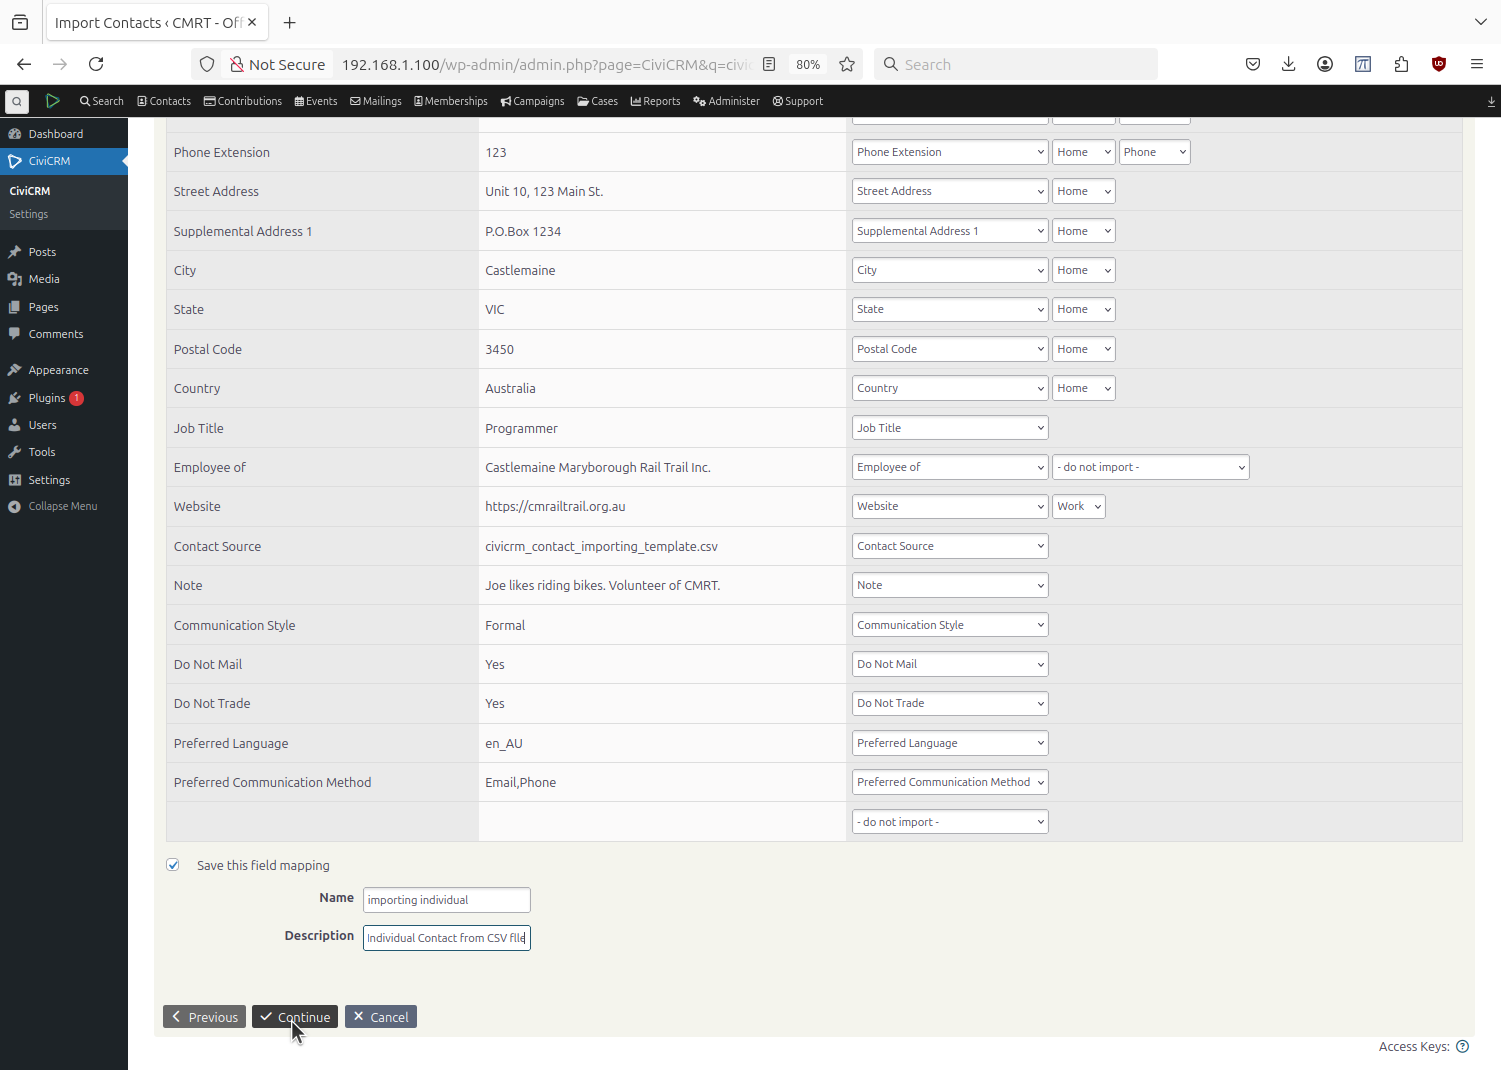 Import Contacts ‹ CMRT - Off
Not Secure 192.168.1.100/wp-admin/admin.php?page=CiviCRM&q=civic 80% Search
Search Contacts Contributions Events Mailings Memberships Campaigns Cases Reports Administer Support
Dashboard
CiviCRM
CiviCRM
Settings
Posts
Media
Pages
Comments
Appearance
Plugins 1
Users
Tools
Settings
Collapse Menu
Phone Extension 123 Phone Extension Home Phone
Street Address Unit 10, 123 Main St. Street Address Home
Supplemental Address 1 P.O.Box 1234 Supplemental Address 1 Home
City Castlemaine City Home
State VIC State Home
Postal Code 3450 Postal Code Home
Country Australia Country Home
Job Title Programmer Job Title
Employee of Castlemaine Maryborough Rail Trail Inc. Employee of - do not import -
Website https://cmrailtrail.org.au Website Work
Contact Source civicrm_contact_importing_template.csv Contact Source
Note Joe likes riding bikes. Volunteer of CMRT. Note
Communication Style Formal Communication Style
Do Not Mail Yes Do Not Mail
Do Not Trade Yes Do Not Trade
Preferred Language en_AU Preferred Language
Preferred Communication Method Email,Phone Preferred Communication Method
- do not import -
Save this field mapping
Name importing individual
Description Individual Contact from CSV file
Previous Continue Cancel
Access Keys: ?